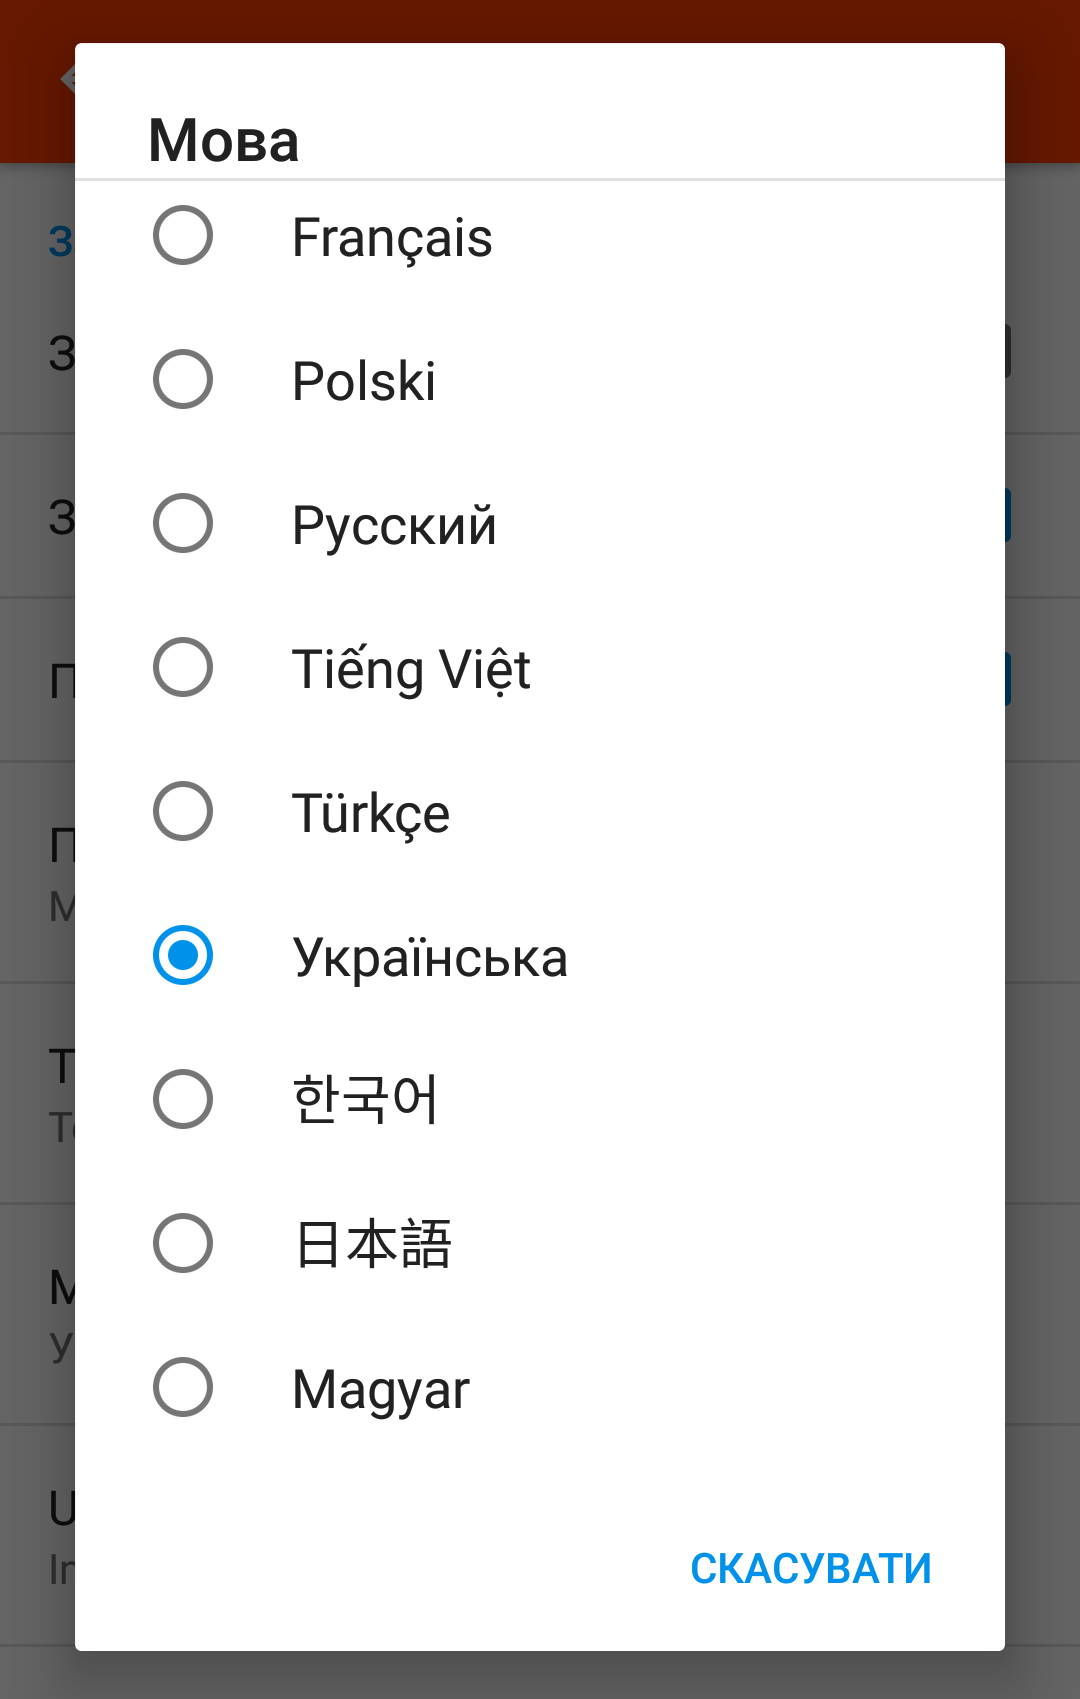 Мова
Français
Polski
Русский
Tiếng Việt
Türkçe
Українська
한국어
日本語
Magyar
СКАСУВАТИ